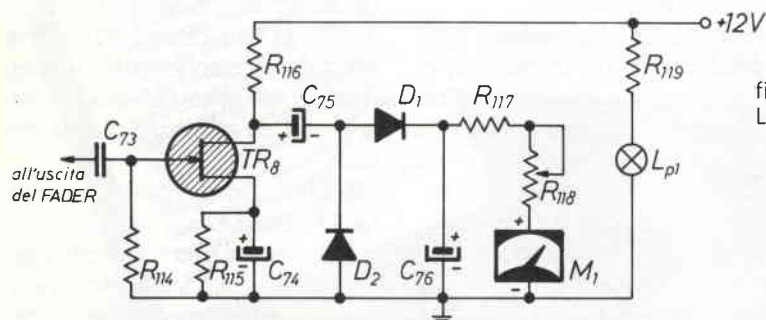 +12V
R116
R119
C75
D1
R117
fi
L
C73
TR8
Lp1
all'uscita
del FADER
R118
+
-
+
R114
R115
+
-
C74
D2
+
-
C76
M1
-